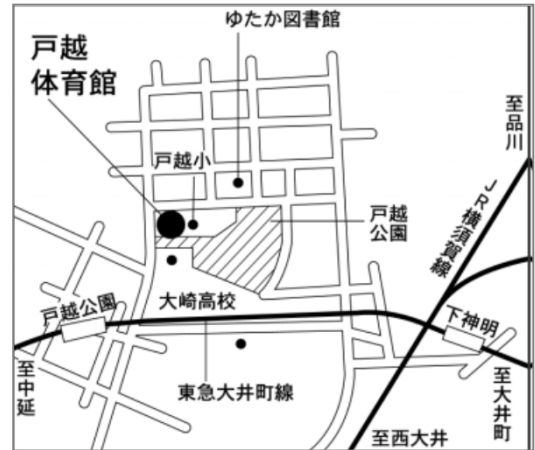 ゆたか図書館
戸越
体育館
至品川
戸越小
JR横須賀線
戸越
公園
大崎高校
戸越公園
下神明
至中延
東急大井町線
至大井町
至西大井